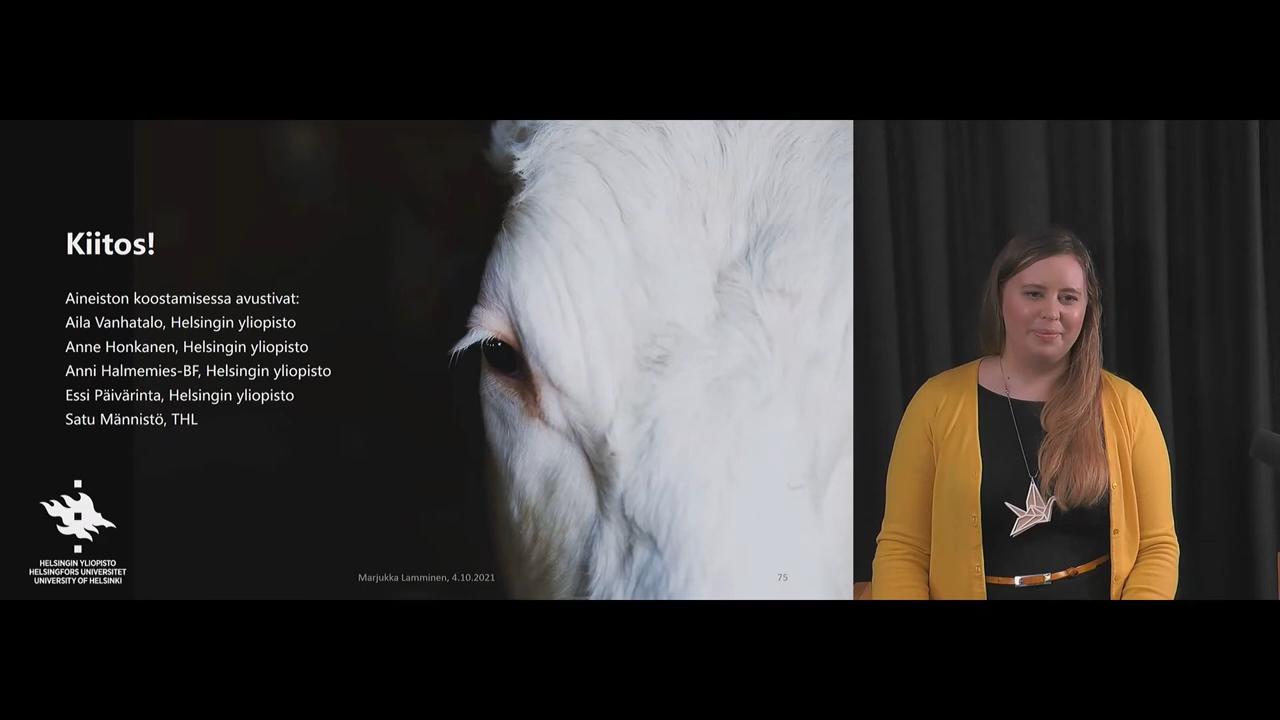 Kiitos!
Aineiston koostamisessa avustivat:
Aila Vanhatalo, Helsingin yliopisto
Anne Honkanen, Helsingin yliopisto
Anni Halmemies-BF, Helsingin yliopisto
Essi Päivärinta, Helsingin yliopisto
Satu Männistö, THL
HELSINGIN YLIOPISTO
HELSINGFORS UNIVERSITET
UNIVERSITY OF HELSINKI
Marjukka Lamminen, 4.10.2021
75